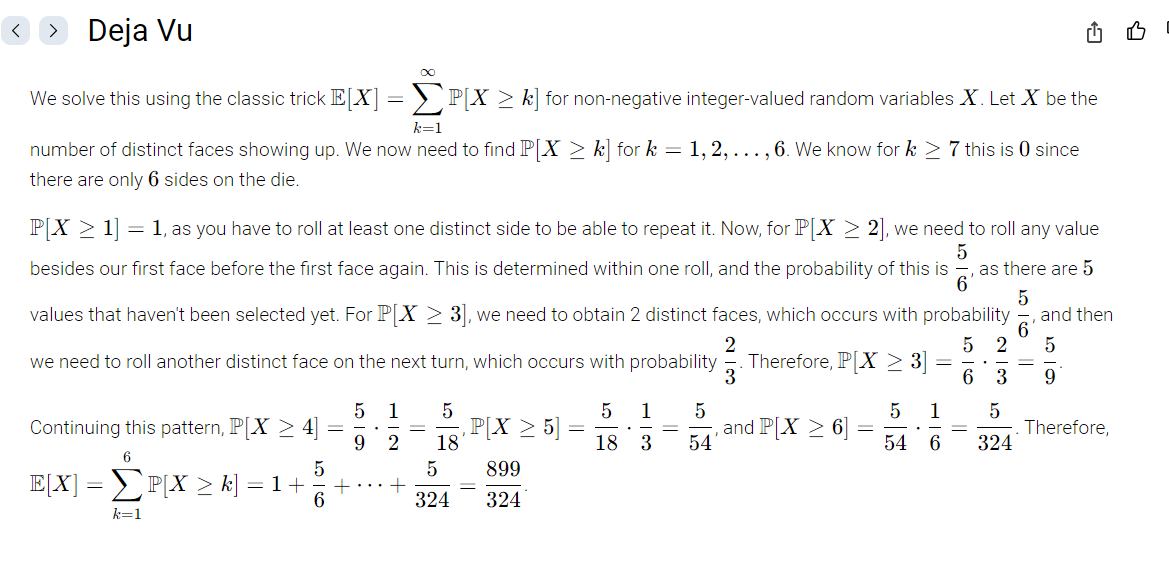 Deja Vu
We solve this using the classic trick $\mathbb{E}[X] = \sum_{k=1}^{\infty} \mathbb{P}[X \geq k]$ for non-negative integer-valued random variables $X$. Let $X$ be the
number of distinct faces showing up. We now need to find $\mathbb{P}[X \geq k]$ for $k = 1, 2, \ldots, 6$. We know for $k \geq 7$ this is $0$ since
there are only $6$ sides on the die.
$\mathbb{P}[X \geq 1] = 1$, as you have to roll at least one distinct side to be able to repeat it. Now, for $\mathbb{P}[X \geq 2]$, we need to roll any value
besides our first face before the first face again. This is determined within one roll, and the probability of this is $\frac{5}{6}$, as there are $5$
values that haven't been selected yet. For $\mathbb{P}[X \geq 3]$, we need to obtain $2$ distinct faces, which occurs with probability $\frac{5}{6}$, and then
we need to roll another distinct face on the next turn, which occurs with probability $\frac{2}{3}$. Therefore, $\mathbb{P}[X \geq 3] = \frac{5}{6} \cdot \frac{2}{3} = \frac{5}{9}$.
Continuing this pattern, $\mathbb{P}[X \geq 4] = \frac{5}{9} \cdot \frac{1}{2} = \frac{5}{18}$, $\mathbb{P}[X \geq 5] = \frac{5}{18} \cdot \frac{1}{3} = \frac{5}{54}$, and $\mathbb{P}[X \geq 6] = \frac{5}{54} \cdot \frac{1}{6} = \frac{5}{324}$. Therefore,
$\mathbb{E}[X] = \sum_{k=1}^{6} \mathbb{P}[X \geq k] = 1 + \frac{5}{6} + \cdots + \frac{5}{324} = \frac{899}{324}$.